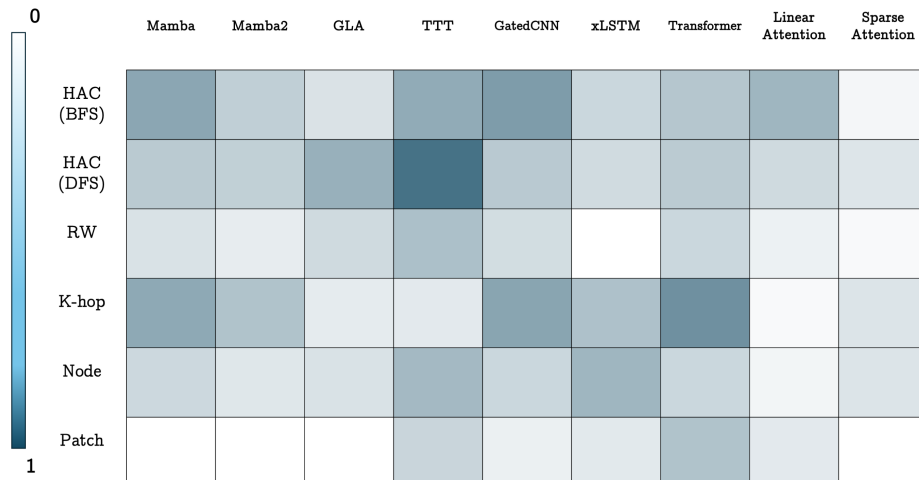 0
Mamba Mamba2 GLA TTT GatedCNN xLSTM Transformer Linear Attention Sparse Attention
HAC
(BFS)
HAC
(DFS)
RW
K-hop
Node
Patch
1